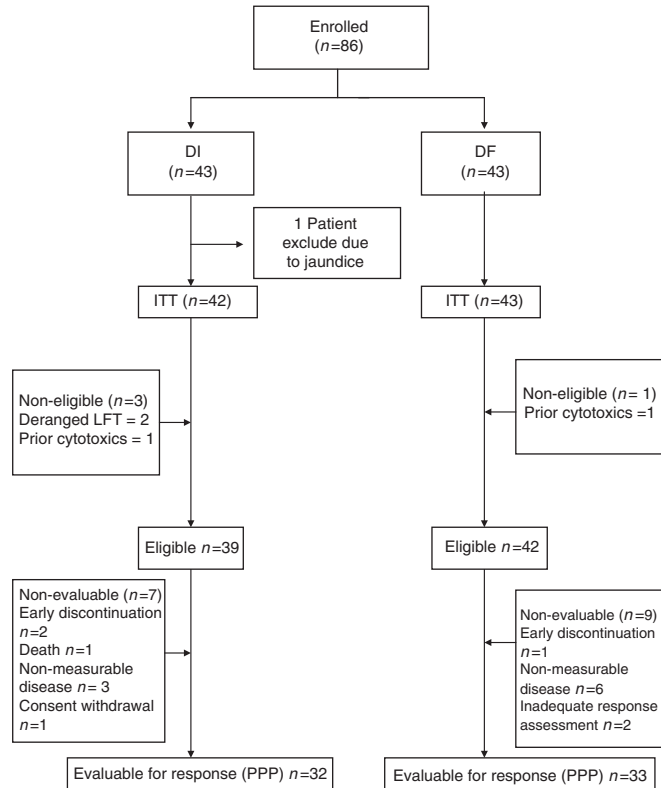 Enrolled
(n=86)
DI
(n=43)
DF
(n=43)
1 Patient
exclude due
to jaundice
ITT (n=42)
ITT (n=43)
Non-eligible (n=3)
Deranged LFT = 2
Prior cytotoxics = 1
Non-eligible (n= 1)
Prior cytotoxics =1
Eligible n=39
Eligible n=42
Non-evaluable (n=7)
Early discontinuation
n=2
Death n=1
Non-measurable
disease n= 3
Consent withdrawal
n=1
Non-evaluable (n=9)
Early discontinuation
n=1
Non-measurable
disease n=6
Inadequate response
assessment n=2
Evaluable for response (PPP) n=32
Evaluable for response (PPP) n=33